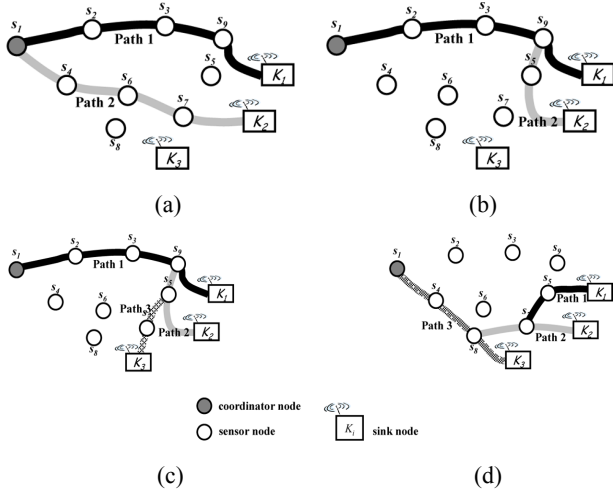 s1
s2
s3
s9
Path 1
s5
K1
s4
s6
Path 2
s7
K2
s8
K3
(a)
s1
s2
s3
s9
Path 1
s5
K1
s4
s6
s7
K2
Path 2
s8
K3
(b)
s1
s2
s3
s9
Path 1
s5
K1
s4
s6
Path 3
Path 2
K2
s8
K3
(c)
s1
s2
s3
s9
s5
K1
Path 1
s4
s6
Path 3
Path 2
K2
s8
K3
(d)
coordinator node
sensor node
Ki
sink node